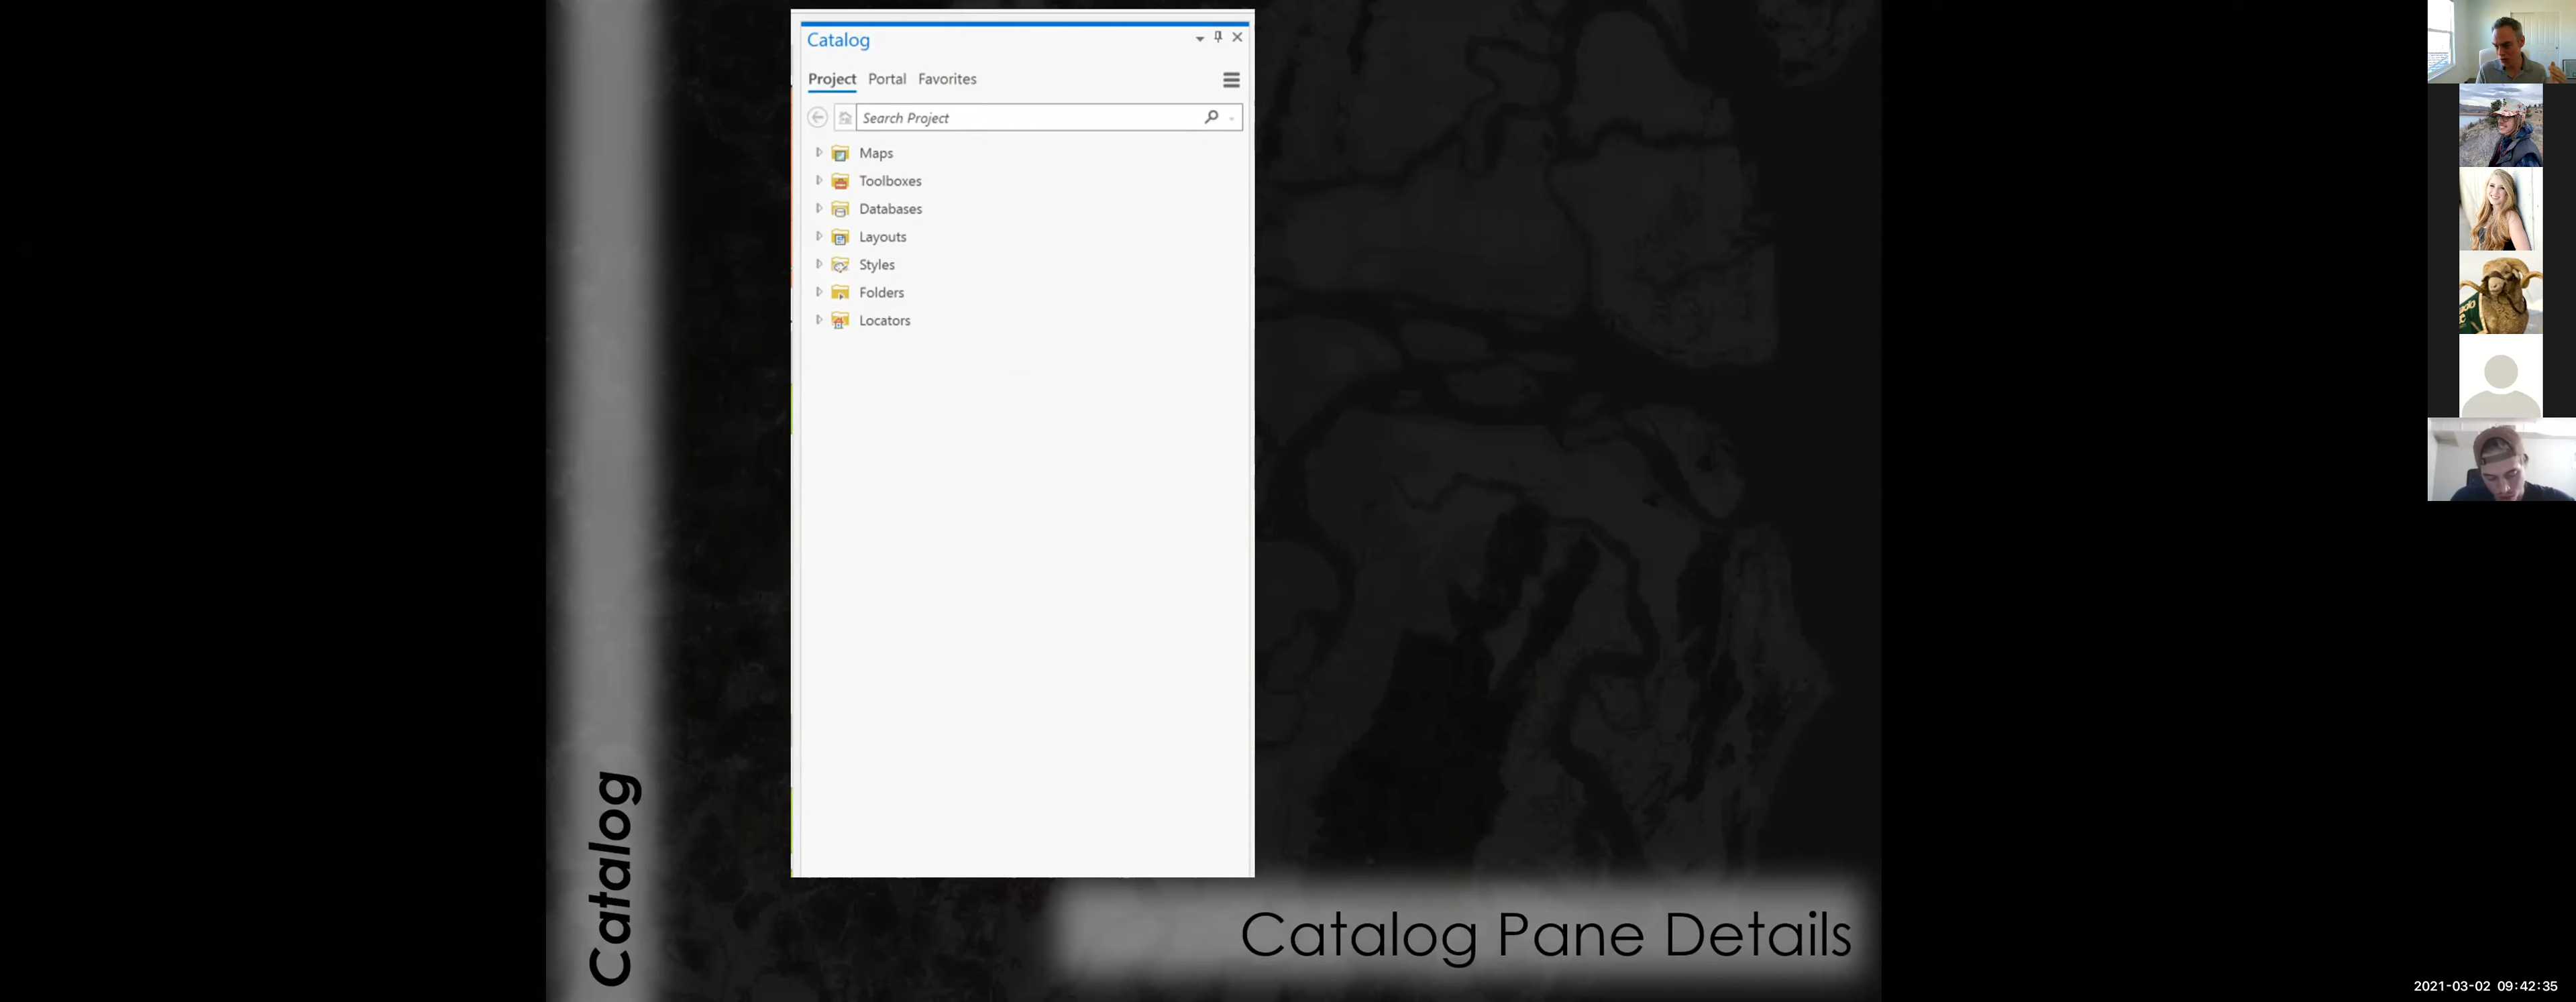 Catalog
Project Portal Favorites
Search Project
Maps
Toolboxes
Databases
Layouts
Styles
Folders
Locators
Catalog
Catalog Pane Details
2021-03-02 09:42:35